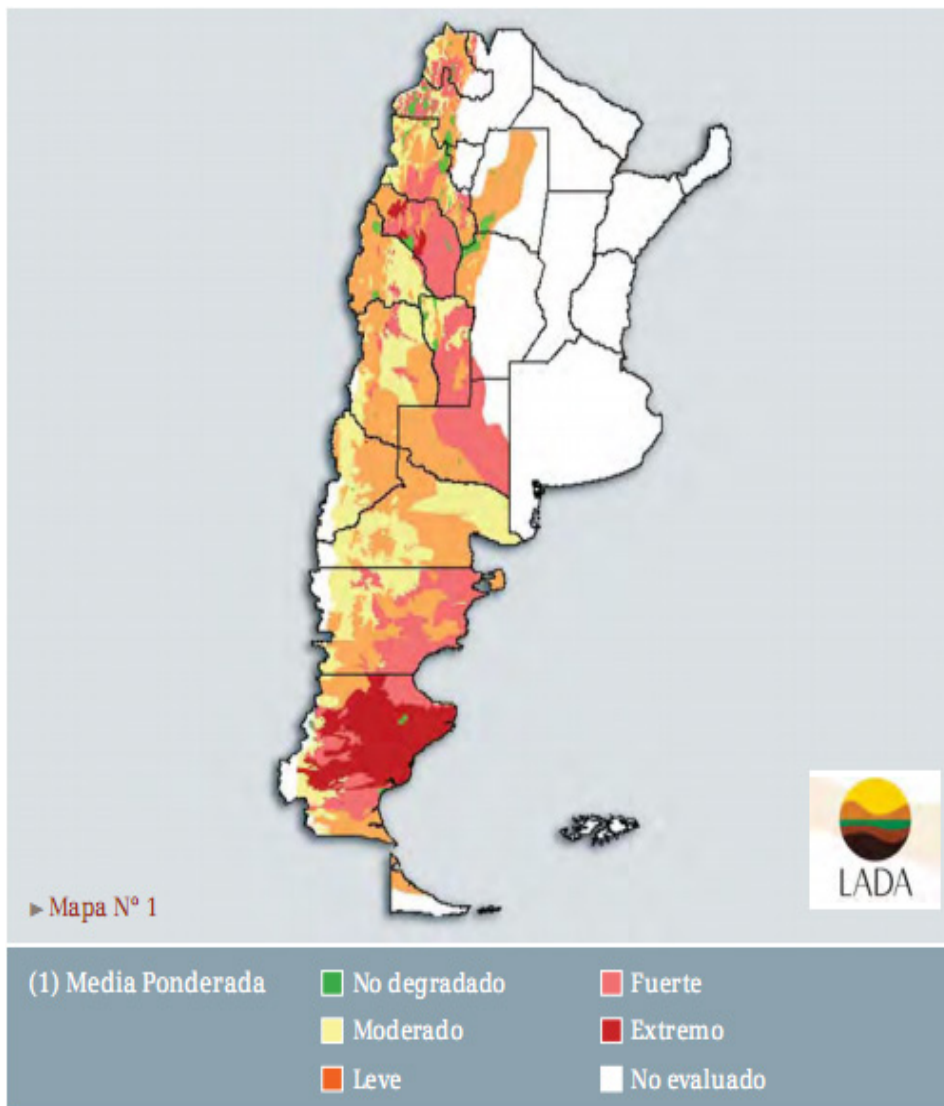 LADA
▸ Mapa Nº 1
(1) Media Ponderada
No degradado
Fuerte
Moderado
Extremo
Leve
No evaluado